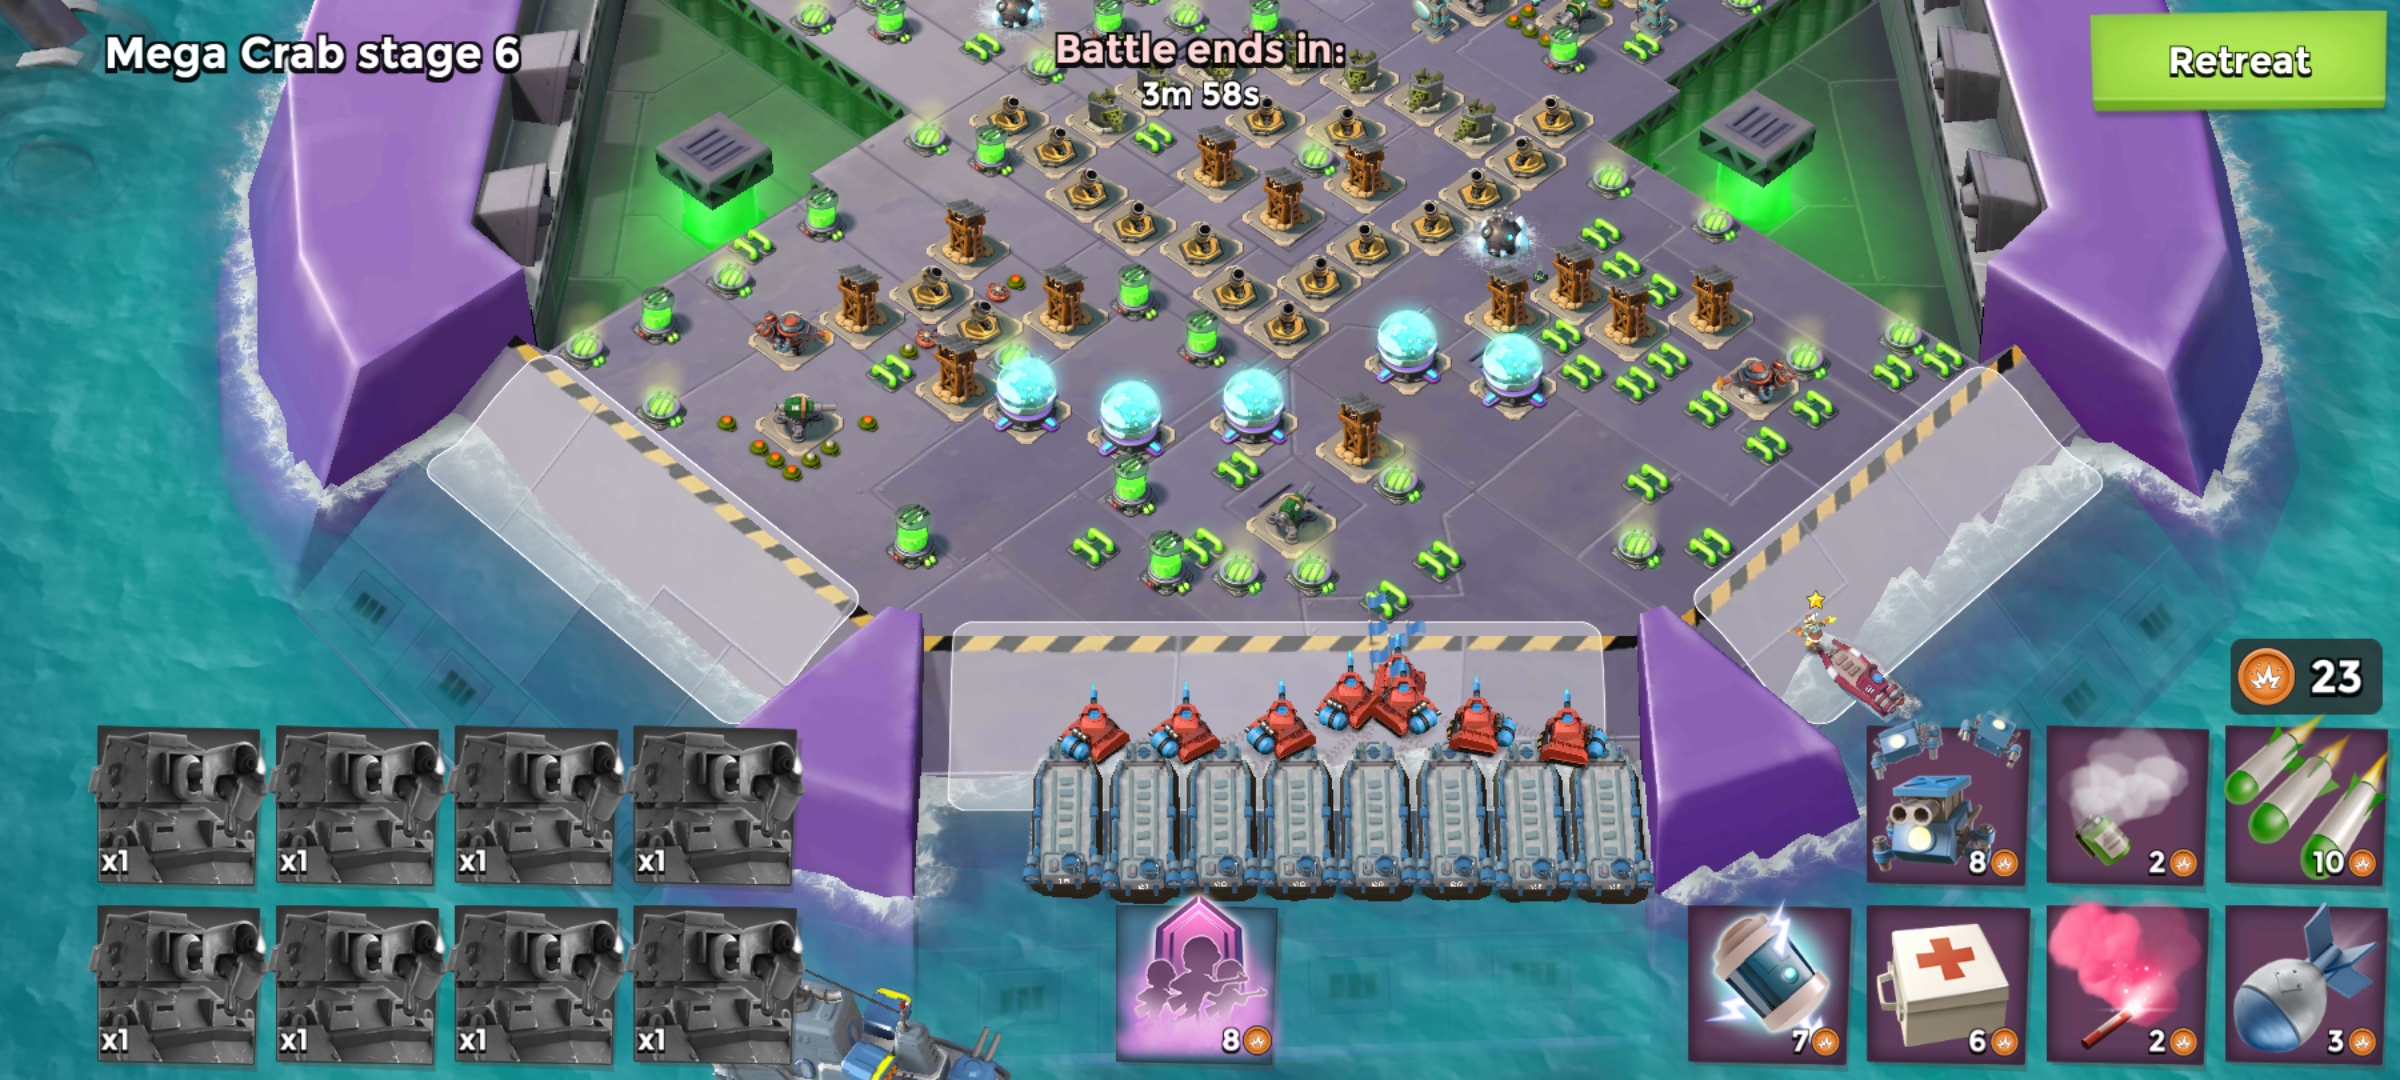 Mega Crab stage 6
Battle ends in:
3m 58s
Retreat
23
x1
x1
x1
x1
8
2
10
x1
x1
x1
x1
8
7
6
2
3